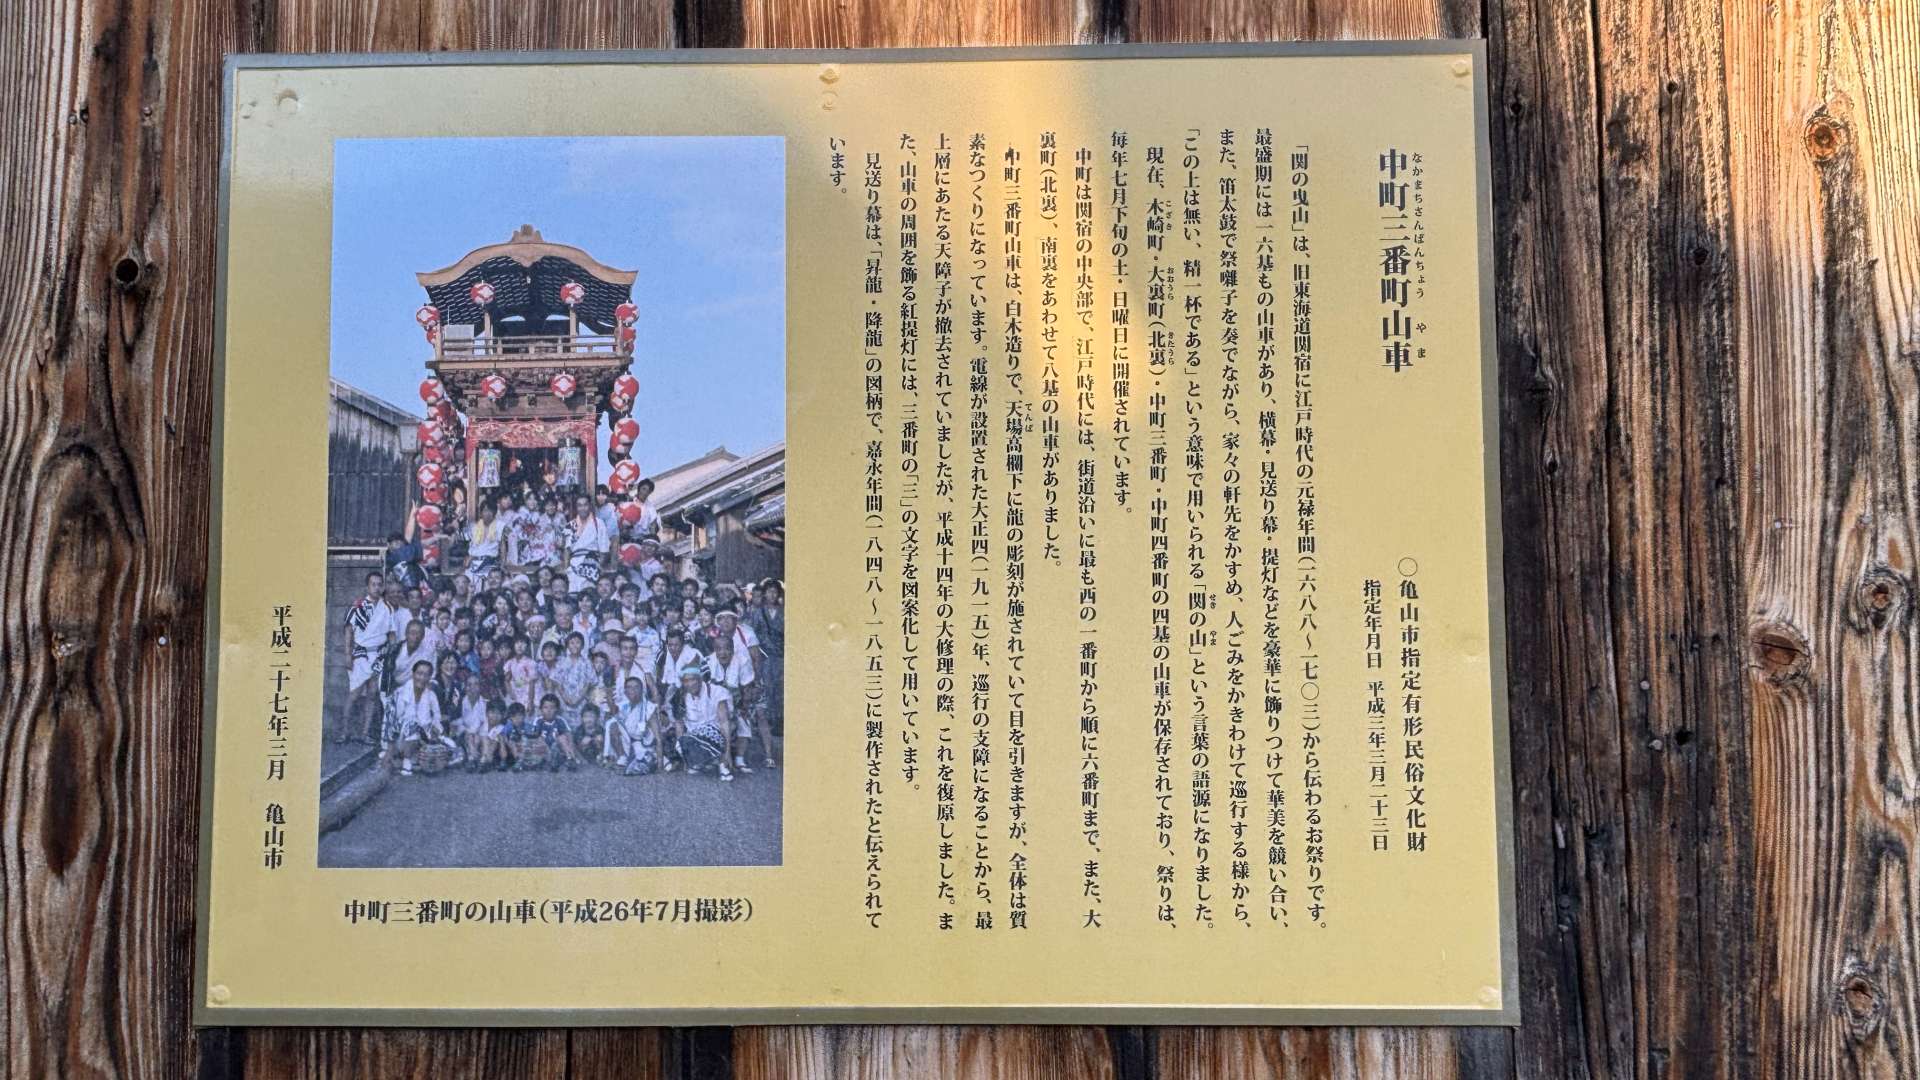 なかまちさんばんちょう やま
中町三番町山車
○亀山市指定有形民俗文化財
指定年月日 平成三年三月二十三日
「関の曳山」は、旧東海道関宿に江戸時代の元禄年間(一六八八〜一七〇三)から伝わるお祭りです。
最盛期には一六基もの山車があり、横幕・見送り幕・提灯などを豪華に飾りつけて華美を競い合い、
また、笛太鼓で祭囃子を奏でながら、家々の軒先をかすめ、人ごみをかきわけて巡行する様から、
「この上は無い、精一杯である」という意味で用いられる「関の山」という言葉の語源になりました。
せき やま
現在、木崎町・大裏町(北裏)・中町三番町・中町四番町の四基の山車が保存されており、祭りは、
こざき おおうら きたうら
毎年七月下旬の土・日曜日に開催されています。
中町は関宿の中央部で、江戸時代には、街道沿いに最も西の一番町から順に六番町まで、また、大
裏町(北裏)、南裏をあわせて八基の山車がありました。
中町三番町山車は、白木造りで、天場高欄下に龍の彫刻が施されていて目を引きますが、全体は質
てんば
素なつくりになっています。電線が設置された大正四(一九一五)年、巡行の支障になることから、最
上層にあたる天障子が撤去されていましたが、平成十四年の大修理の際、これを復原しました。ま
た、山車の周囲を飾る紅提灯には、三番町の「三」の文字を図案化して用いています。
見送り幕は、「昇龍・降龍」の図柄で、嘉永年間(一八四八〜一八五三)に製作されたと伝えられて
います。
中町三番町の山車(平成26年7月撮影)
平成二十七年三月 亀山市